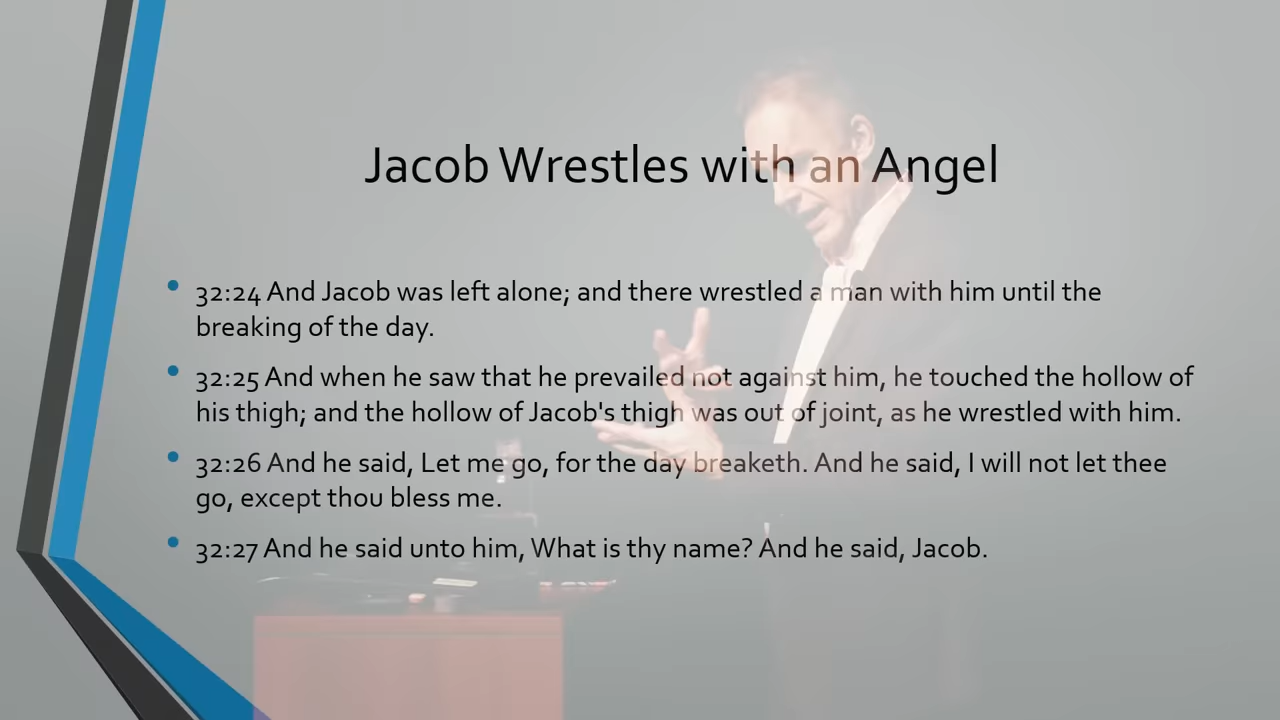 Jacob Wrestles with an Angel
32:24 And Jacob was left alone; and there wrestled a man with him until the
breaking of the day.
32:25 And when he saw that he prevailed not against him, he touched the hollow of
his thigh; and the hollow of Jacob's thigh was out of joint, as he wrestled with him.
32:26 And he said, Let me go, for the day breaketh. And he said, I will not let thee
go, except thou bless me.
32:27 And he said unto him, What is thy name? And he said, Jacob.